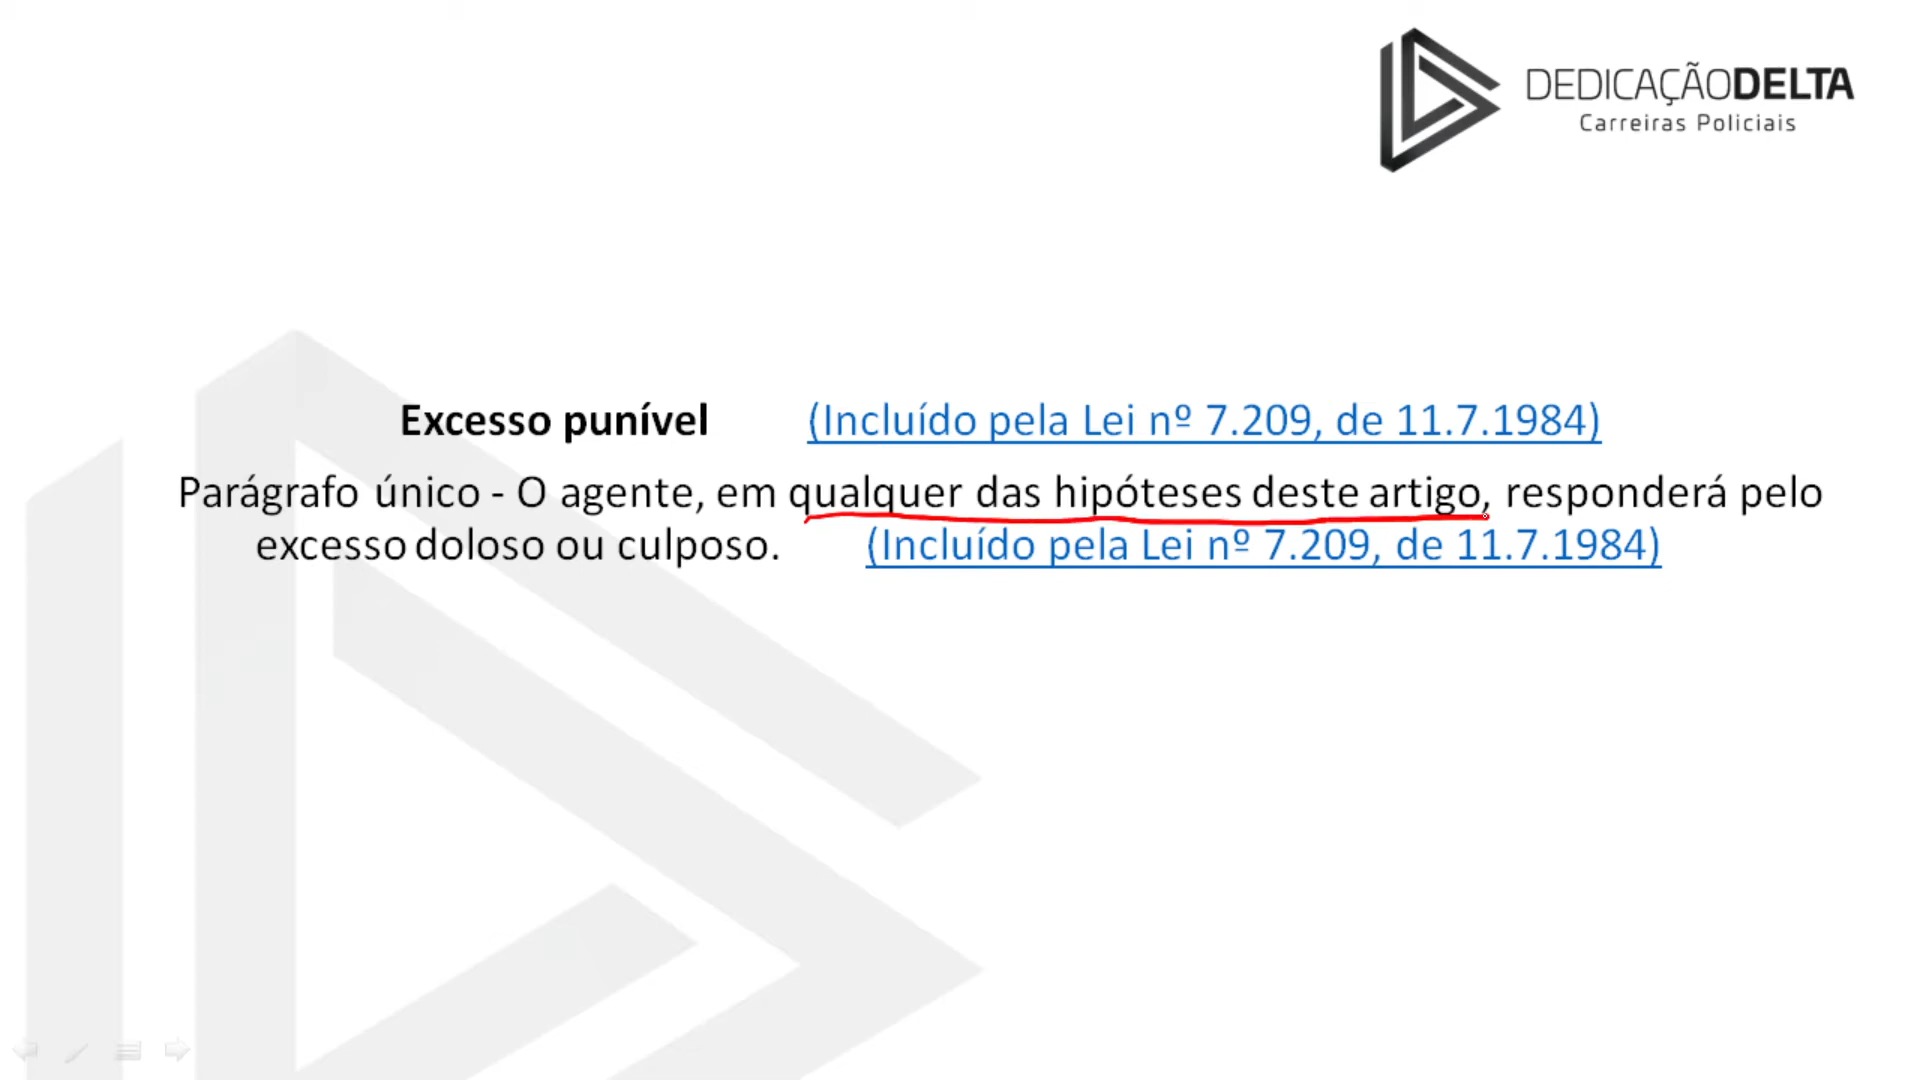 DEDICAÇÃODELTA
Carreiras Policiais
Excesso punível (Incluído pela Lei nº 7.209, de 11.7.1984)
Parágrafo único - O agente, em qualquer das hipóteses deste artigo, responderá pelo
excesso doloso ou culposo. (Incluído pela Lei nº 7.209, de 11.7.1984)